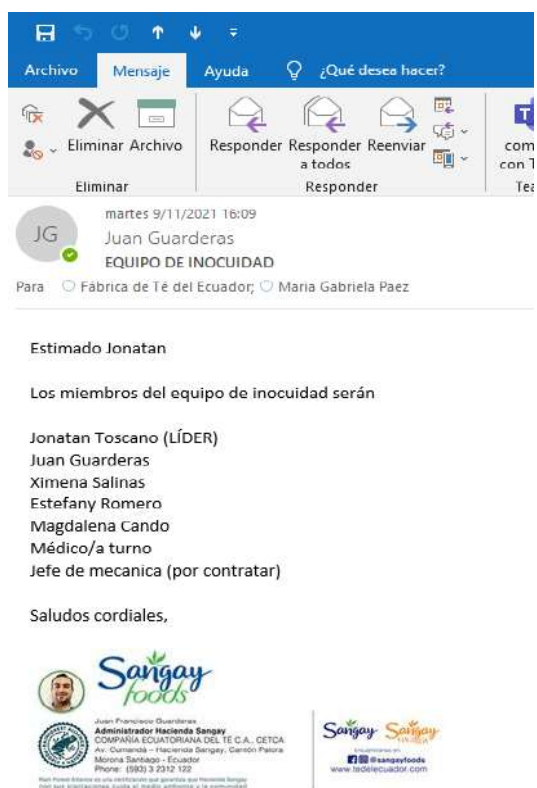 Archivo Mensaje Ayuda ¿Qué desea hacer?
Eliminar Archivo
Responder Responder a todos Reenviar
com
con T
Eliminar
Responder
Tea
JG
martes 9/11/2021 16:09
Juan Guarderas
EQUIPO DE INOCUIDAD
Para Fábrica de Té del Ecuador; Maria Gabriela Paez
Estimado Jonatan
Los miembros del equipo de inocuidad serán
Jonatan Toscano (LÍDER)
Juan Guarderas
Ximena Salinas
Estefany Romero
Magdalena Cando
Médico/a turno
Jefe de mecanica (por contratar)
Saludos cordiales,
Sangay
foods
Juan Francisco Guarderas
Administrador Hacienda Sangay
COMPAÑÍA ECUATORIANA DEL TÉ C.A., CETCA
Av. Cumandá – Hacienda Sangay, Cantón Palora
Morona Santiago - Ecuador
Phone: (593) 3 2312 122
Sangay Sangay
@sangayfoods
www.tedelecuador.com